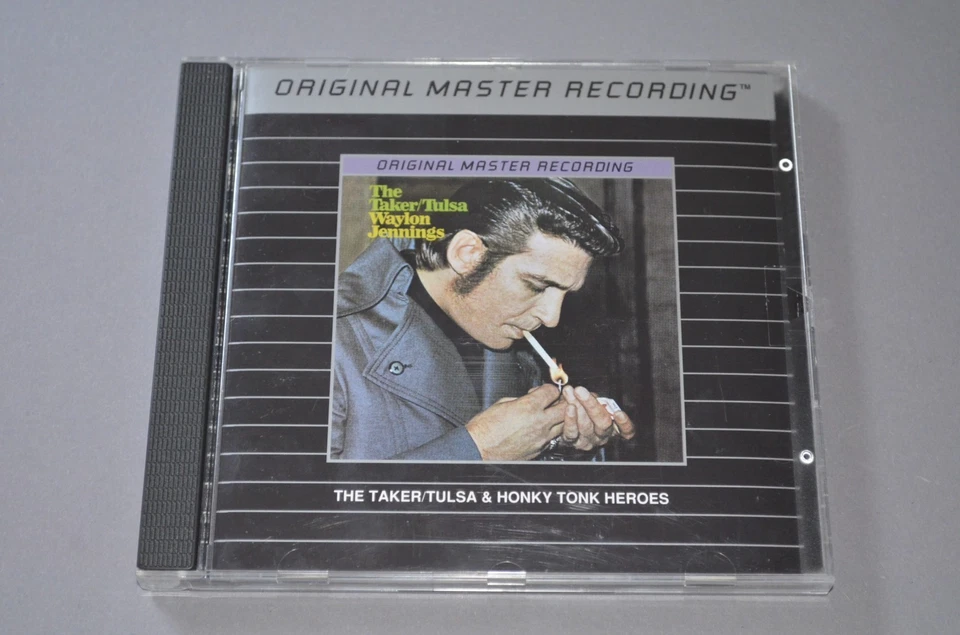 ORIGINAL MASTER RECORDING™
ORIGINAL MASTER RECORDING
The
Taker/Tulsa
Waylon
Jennings
THE TAKER/TULSA & HONKY TONK HEROES